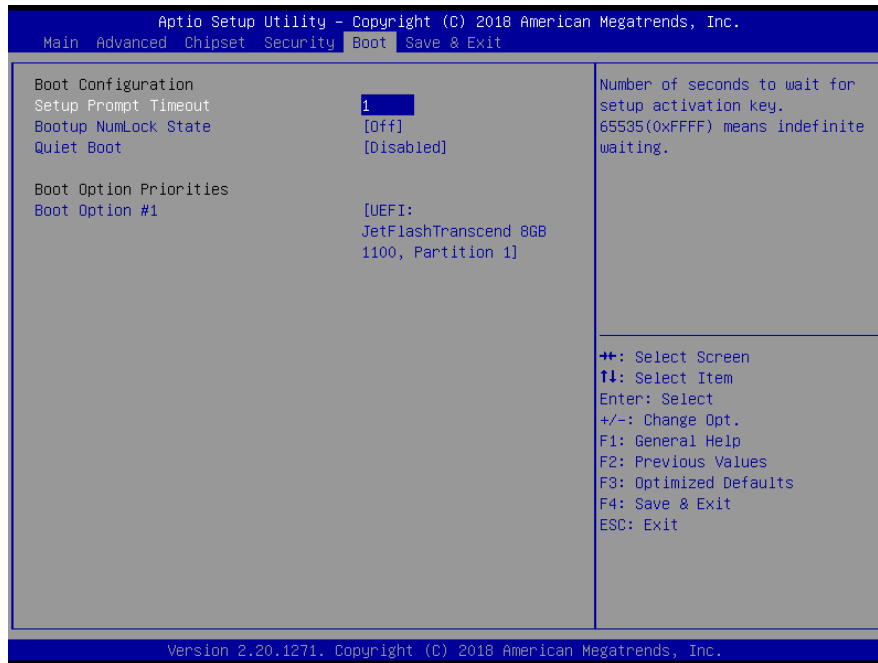 Aptio Setup Utility – Copyright (C) 2018 American Megatrends, Inc.
Main Advanced Chipset Security Boot Save & Exit
Boot Configuration
Setup Prompt Timeout 1
Bootup NumLock State [Off]
Quiet Boot [Disabled]
Boot Option Priorities
Boot Option #1 [UEFI:
JetFlashTranscend 8GB
1100, Partition 1]
Number of seconds to wait for
setup activation key.
65535(0xFFFF) means indefinite
waiting.
→←: Select Screen
↑↓: Select Item
Enter: Select
+/-: Change Opt.
F1: General Help
F2: Previous Values
F3: Optimized Defaults
F4: Save & Exit
ESC: Exit
Version 2.20.1271. Copyright (C) 2018 American Megatrends, Inc.